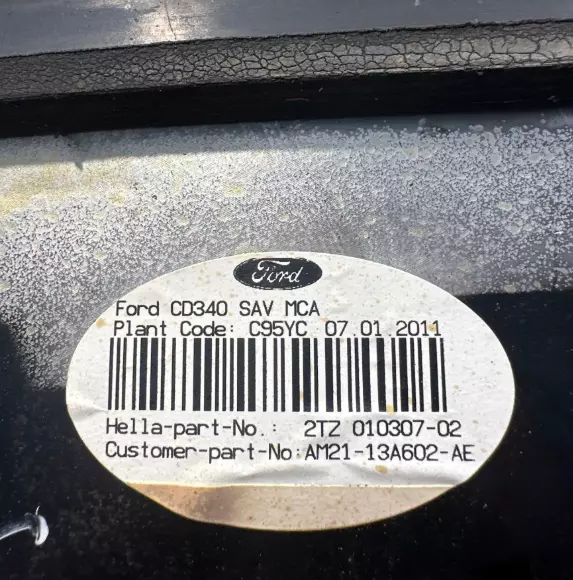 Ford
Ford CD340 SAV MCA
Plant Code: C95YC 07.01.2011
Hella-part-No.: 2TZ 010307-02
Customer-part-No:AM21-13A602-AE